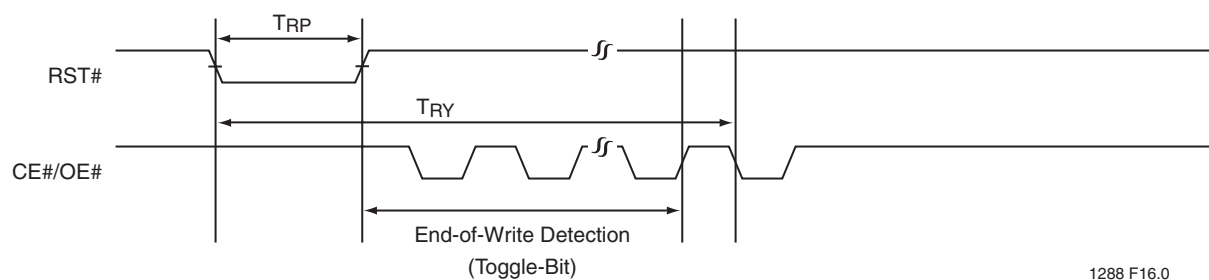 TRP
RST#
TRY
CE#/OE#
End-of-Write Detection
(Toggle-Bit)
1288 F16.0